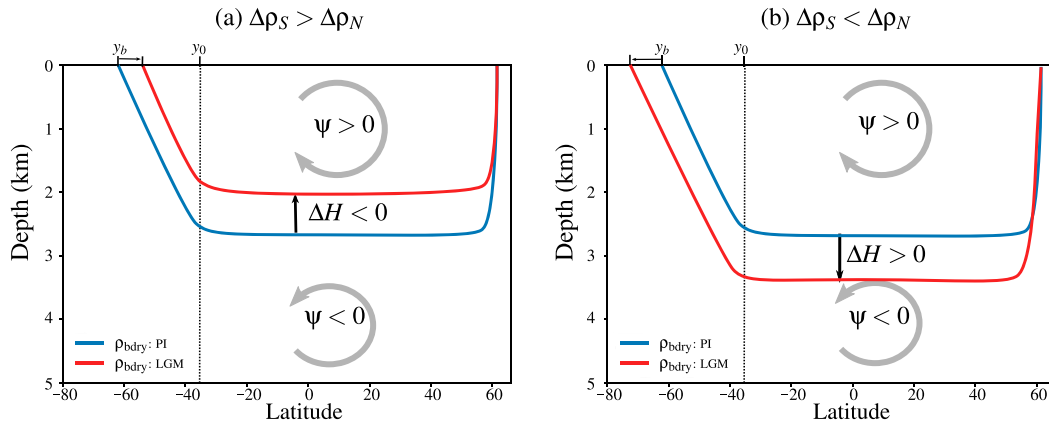 (a) Δρ_S > Δρ_N
y_b
y_0
0
1
2
3
4
5
Depth (km)
ψ > 0
ΔH < 0
ψ < 0
ρ_bdry: PI
ρ_bdry: LGM
-80 -60 -40 -20 0 20 40 60
Latitude
(b) Δρ_S < Δρ_N
y_b
y_0
0
1
2
3
4
5
Depth (km)
ψ > 0
ΔH > 0
ψ < 0
ρ_bdry: PI
ρ_bdry: LGM
-80 -60 -40 -20 0 20 40 60
Latitude